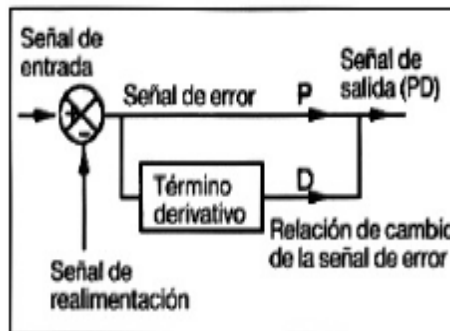 Señal de
entrada
Señal de error
P
Señal de
salida (PD)
Término
derivativo
D
Relación de cambio
de la señal de error
Señal de
realimentación